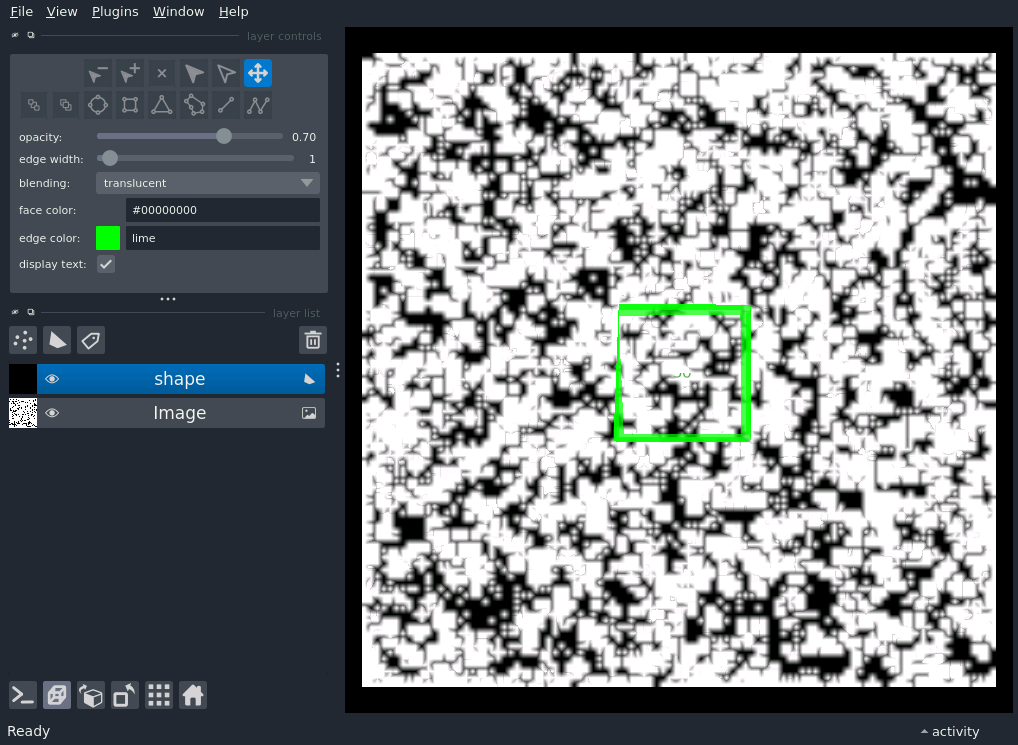 File View Plugins Window Help
layer controls
opacity: 0.70
edge width: 1
blending: translucent
face color: #00000000
edge color: lime
display text:
layer list
shape
Image
Ready
activity